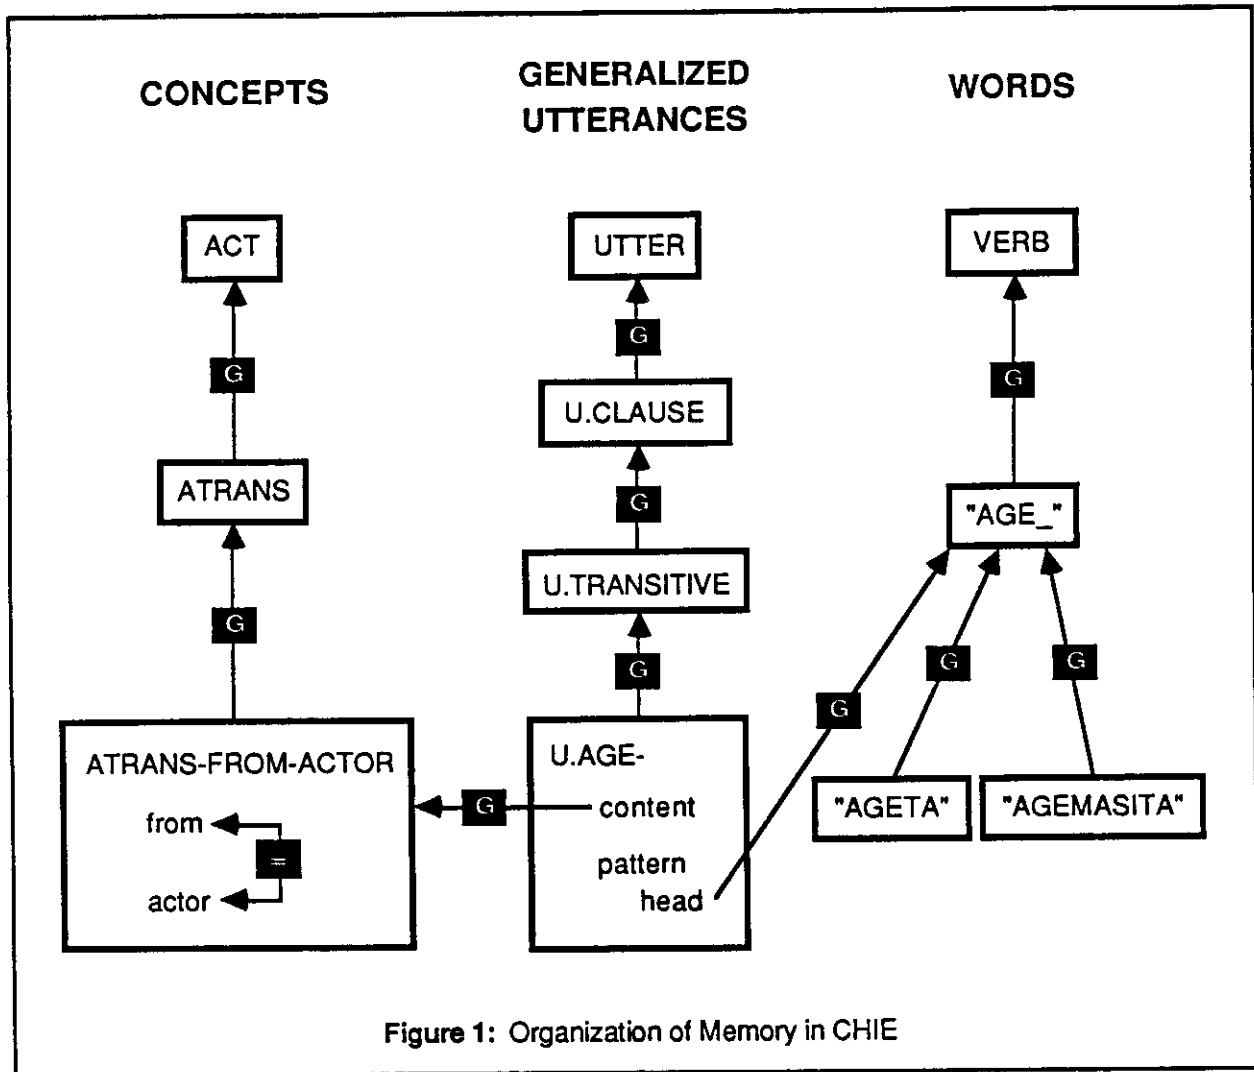 CONCEPTS
GENERALIZED
UTTERANCES
WORDS
ACT
UTTER
VERB
G
G
G
U.CLAUSE
ATRANS
G
"AGE_"
U.TRANSITIVE
G
G
G
G
G
ATRANS-FROM-ACTOR
from
=
actor
U.AGE-
G
content
pattern
head
"AGETA"
"AGEMASITA"
Figure 1: Organization of Memory in CHIE